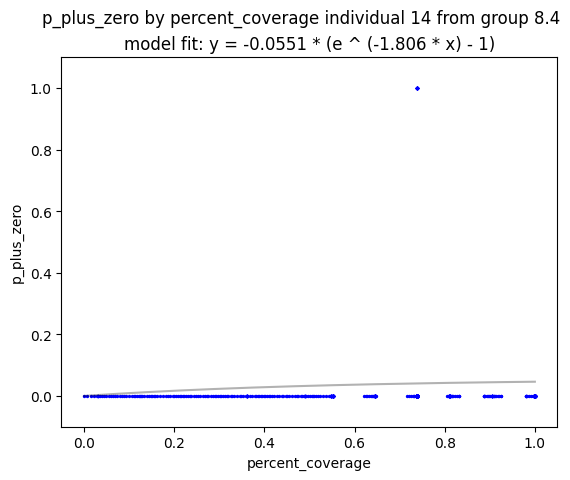 p_plus_zero by percent_coverage individual 14 from group 8.4
model fit: y = -0.0551 * (e ^ (-1.806 * x) - 1)
1.0
0.8
0.6
0.4
0.2
0.0
p_plus_zero
0.0 0.2 0.4 0.6 0.8 1.0
percent_coverage